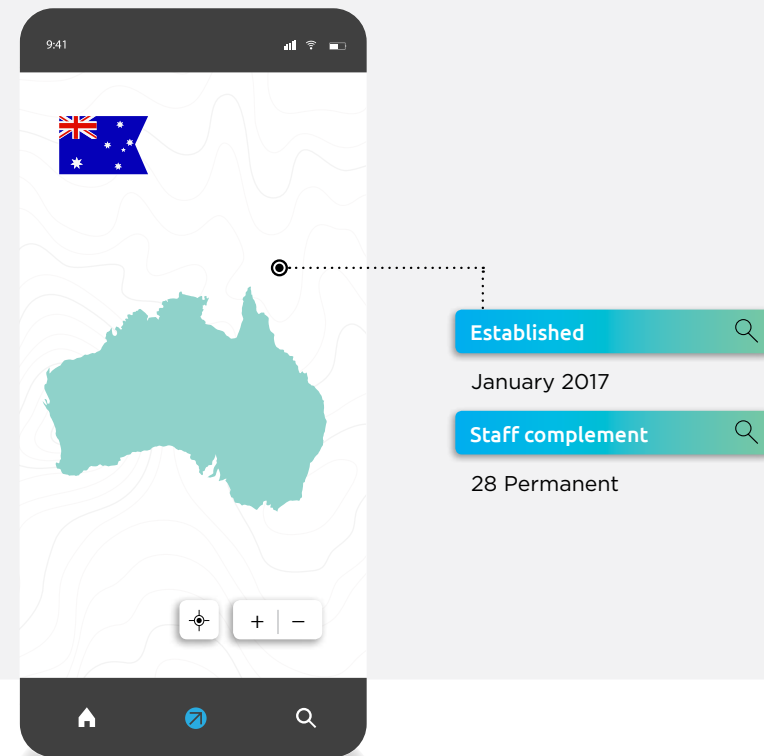 9:41
Established
January 2017
Staff complement
28 Permanent
+ | −